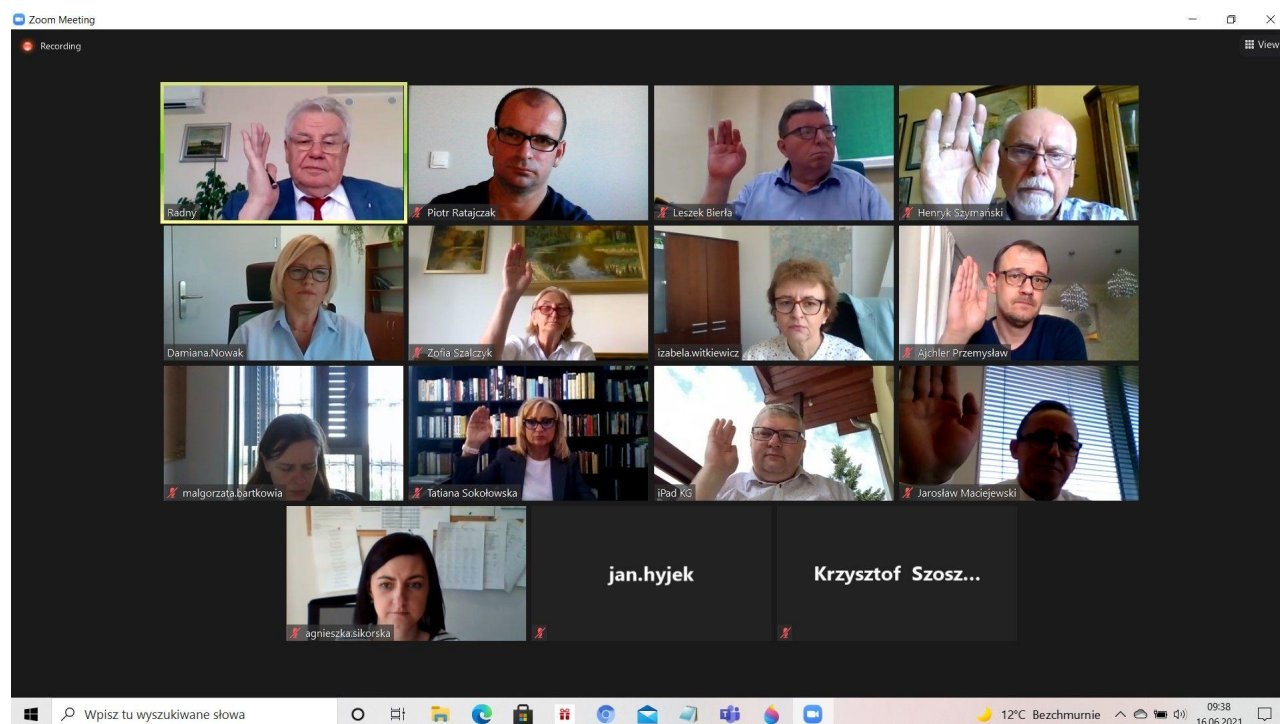 Zoom Meeting
Recording
View
Radny
Piotr Ratajczak
Leszek Bierła
Henryk Szymański
Damiana.Nowak
Zofia Szalczyk
izabela.witkiewicz
Ajchler Przemysław
malgorzata.bartkowia
Tatiana Sokołowska
iPad KG
Jarosław Maciejewski
agnieszka.sikorska
jan.hyjek
Krzysztof Szosz...
Wpisz tu wyszukiwane słowa
12°C Bezchmurnie
09:38
16.06.2021